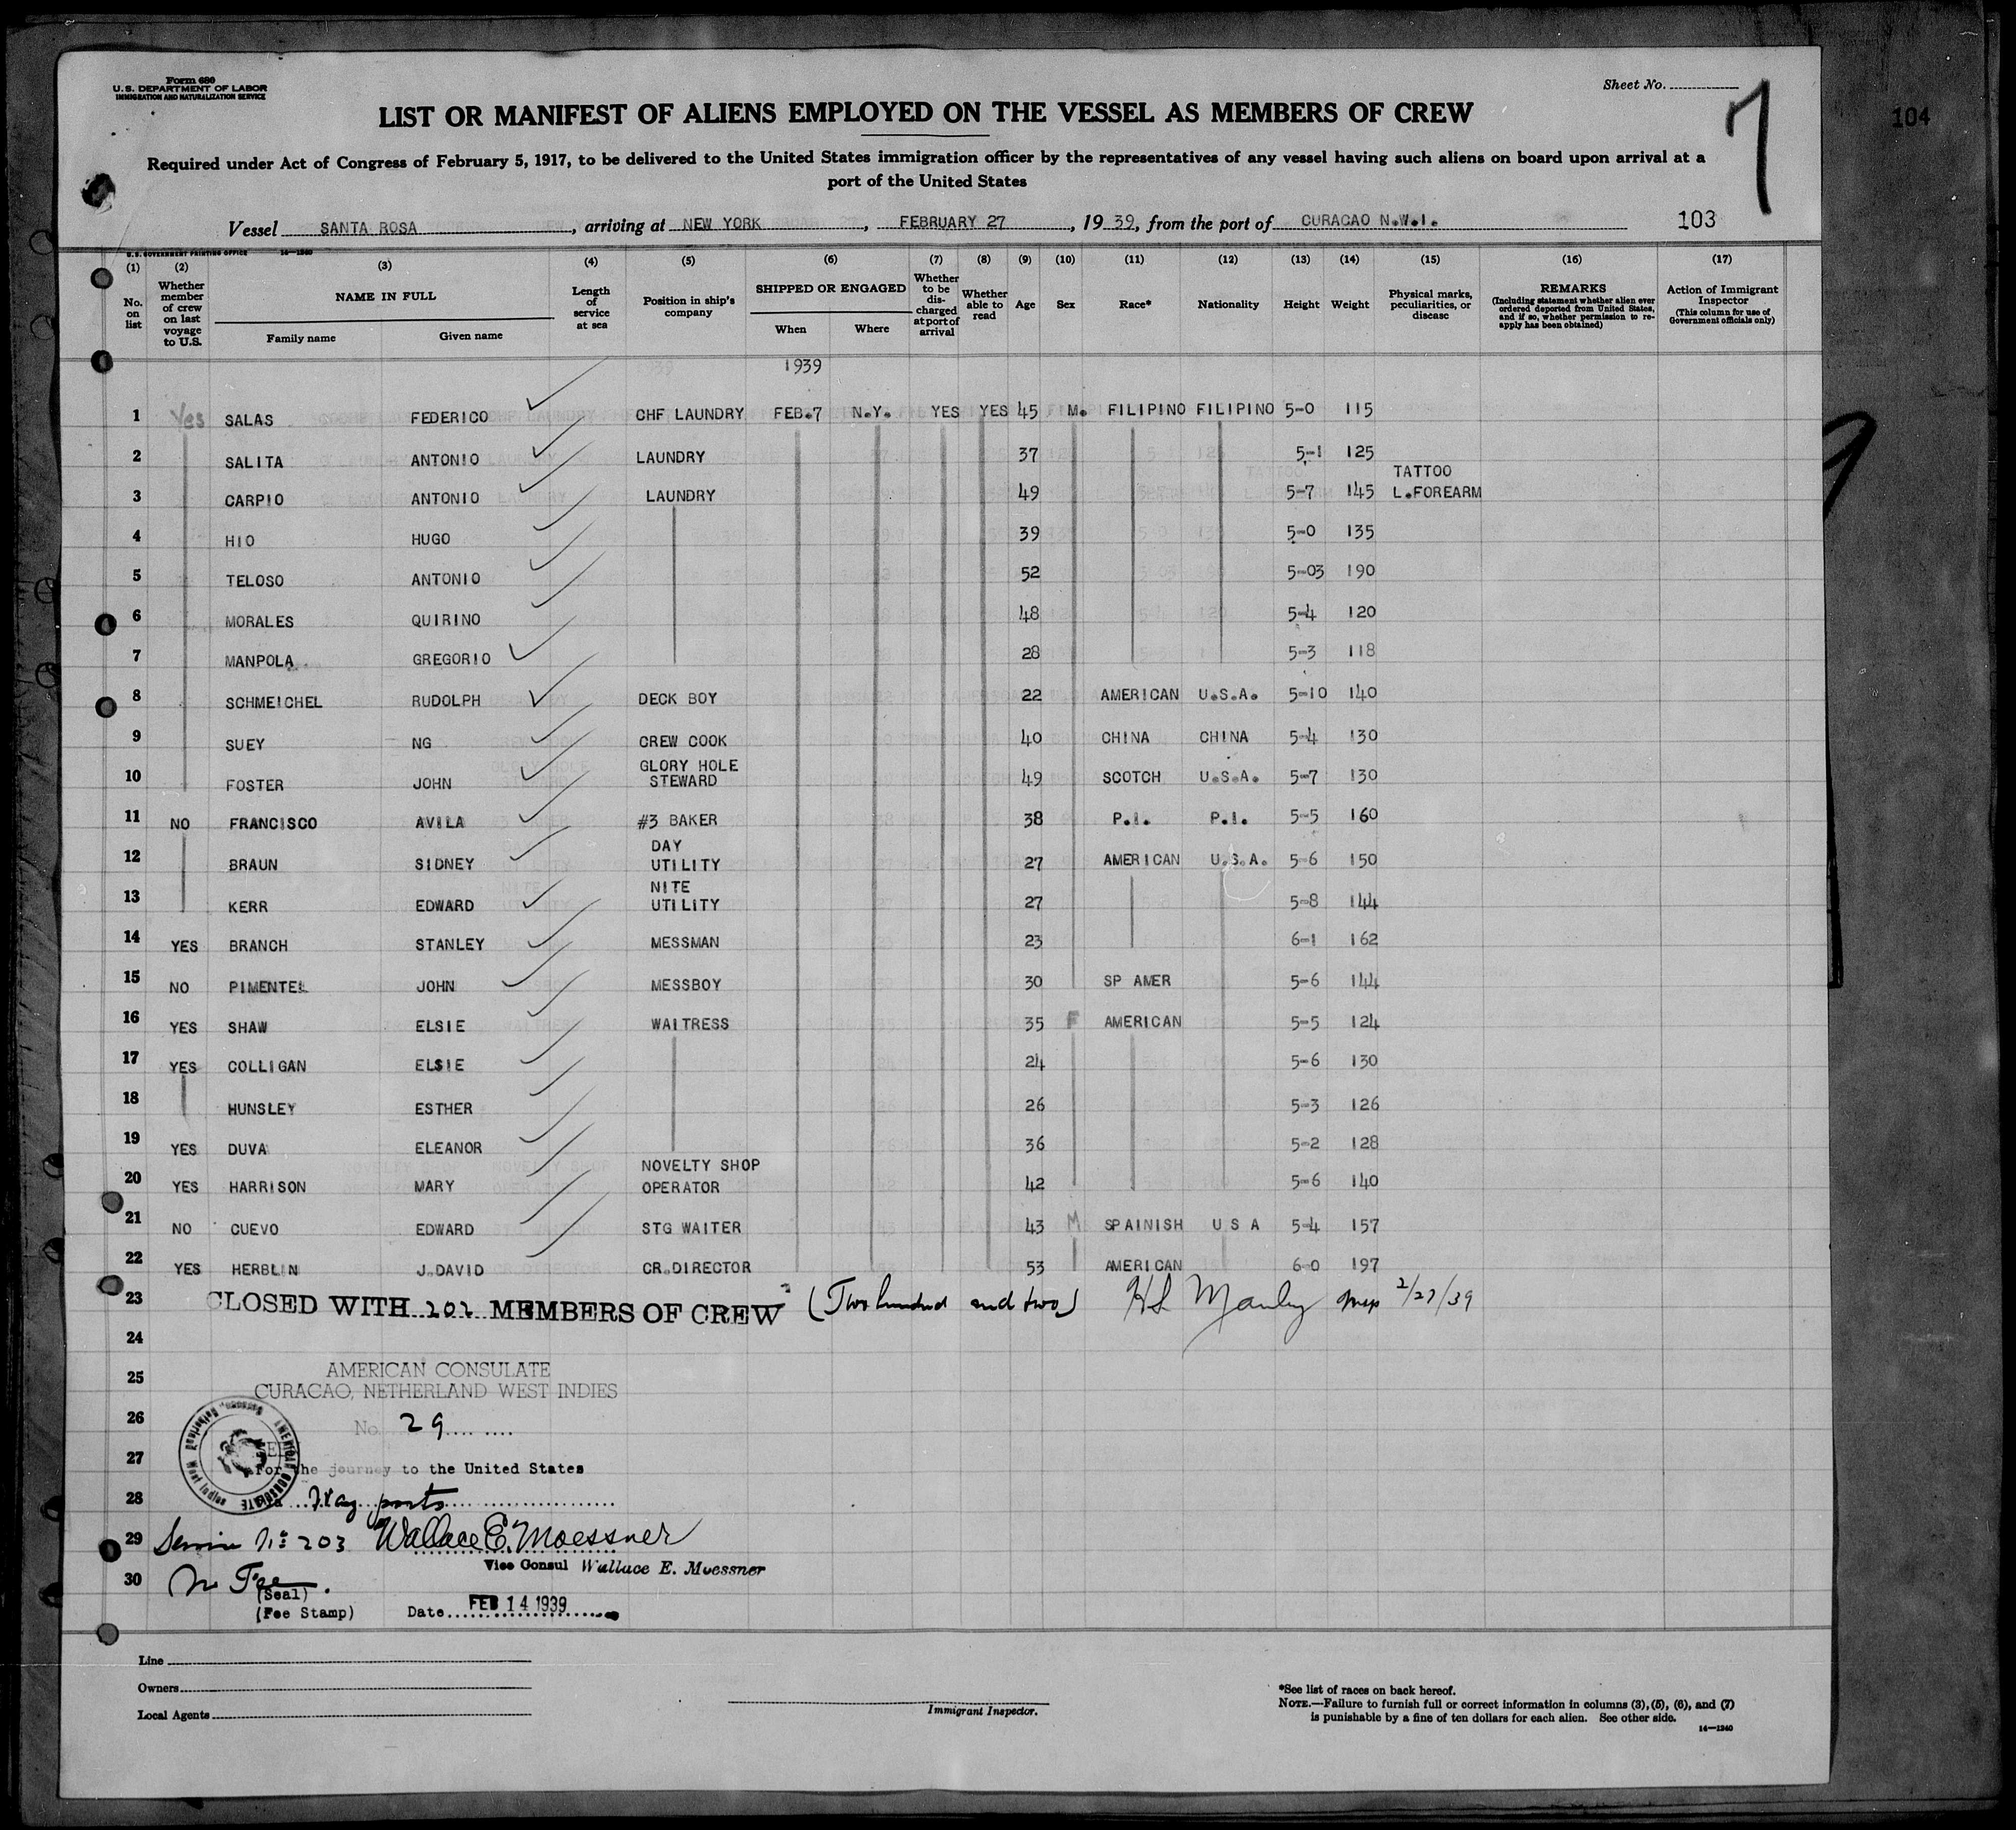 Form 680
U.S. DEPARTMENT OF LABOR
IMMIGRATION AND NATURALIZATION SERVICE
Sheet No.
7
104
LIST OR MANIFEST OF ALIENS EMPLOYED ON THE VESSEL AS MEMBERS OF CREW
Required under Act of Congress of February 5, 1917, to be delivered to the United States immigration officer by the representatives of any vessel having such aliens on board upon arrival at a
port of the United States
Vessel SANTA ROSA, arriving at NEW YORK, FEBRUARY 27, 1939, from the port of CURACAO N.W.I. 103
U.S. GOVERNMENT PRINTING OFFICE 14—1240
(1) (2) (3) (4) (5) (6) (7) (8) (9) (10) (11) (12) (13) (14) (15) (16) (17)
No. on list
Whether member of crew on last voyage to U.S.
NAME IN FULL
Family name Given name
Length of service at sea
Position in ship's company
SHIPPED OR ENGAGED
When Where
Whether to be discharged at port of arrival
Whether able to read
Age
Sex
Race*
Nationality
Height
Weight
Physical marks, peculiarities, or disease
REMARKS
(Including statement whether alien ever ordered deported from United States, and if so, whether permission to re-apply has been obtained)
Action of Immigrant Inspector
(This column for use of Government officials only)
1939
1 Yes SALAS FEDERICO CHF LAUNDRY FEB.7 N.Y. YES YES 45 M. FILIPINO FILIPINO 5-0 115
2 SALITA ANTONIO LAUNDRY 37 5-1 125
3 CARPIO ANTONIO LAUNDRY 49 5-7 145 TATTOO L.FOREARM
4 HIO HUGO 39 5-0 135
5 TELOSO ANTONIO 52 5-03 190
6 MORALES QUIRINO 48 5-4 120
7 MANPOLA GREGORIO 28 5-3 118
8 SCHMEICHEL RUDOLPH DECK BOY 22 AMERICAN U.S.A. 5-10 140
9 SUEY NG CREW COOK 40 CHINA CHINA 5-4 130
10 FOSTER JOHN GLORY HOLE STEWARD 49 SCOTCH U.S.A. 5-7 130
11 NO FRANCISCO AVILA #3 BAKER 38 P.I. P.I. 5-5 160
12 BRAUN SIDNEY DAY UTILITY 27 AMERICAN U.S.A. 5-6 150
13 KERR EDWARD NITE UTILITY 27 5-8 144
14 YES BRANCH STANLEY MESSMAN 23 6-1 162
15 NO PIMENTEL JOHN MESSBOY 30 SP AMER 5-6 144
16 YES SHAW ELSIE WAITRESS 35 F AMERICAN 5-5 124
17 YES COLLIGAN ELSIE 24 5-6 130
18 HUNSLEY ESTHER 26 5-3 126
19 YES DUVA ELEANOR 36 5-2 128
20 YES HARRISON MARY NOVELTY SHOP OPERATOR 42 5-6 140
21 NO CUEVO EDWARD STG WAITER 43 M SPAINISH U S A 5-4 157
22 YES HERBLIN J.DAVID CR.DIRECTOR 53 AMERICAN 6-0 197
23 CLOSED WITH 202 MEMBERS OF CREW (Two hundred and two) H L Manly Insp 2/27/39
24
25 AMERICAN CONSULATE
CURACAO, NETHERLAND WEST INDIES
26 No. 29
27 For the journey to the United States
28 Way ports
29 Service No 203 Wallace E. Moessner
Vice Consul Wallace E. Moessner
30 No Fee
(Seal)
(Fee Stamp) Date FEB 14 1939
Line
Owners
Local Agents
Immigrant Inspector.
*See list of races on back hereof.
NOTE.—Failure to furnish full or correct information in columns (3), (5), (6), and (7)
is punishable by a fine of ten dollars for each alien. See other side.
14—1240